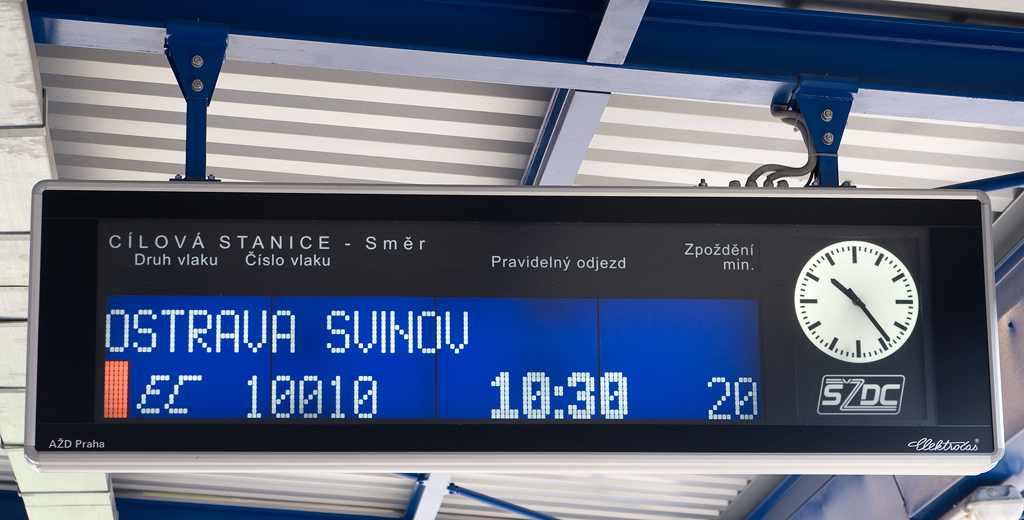 CÍLOVÁ STANICE - Směr
Druh vlaku Číslo vlaku Pravidelný odjezd Zpoždění
min.
OSTRAVA SVINOV
EC 10010 10:30 20
SŽDC
AŽD Praha
Elektročas®